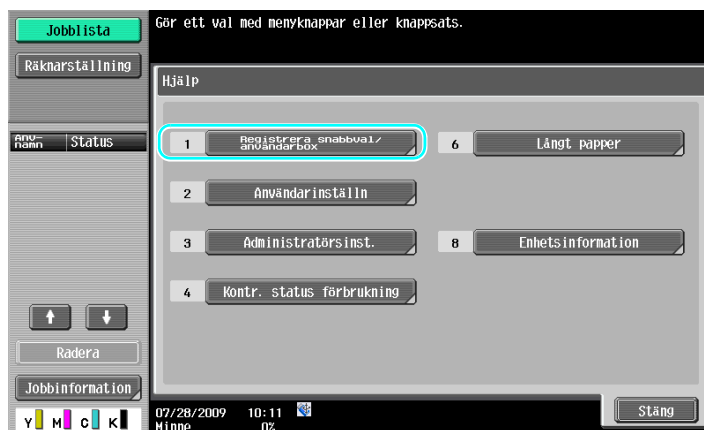 Jobblista
Räknarställning
Anv-
namn
Status
Radera
Jobbinformation
Y M C K
Gör ett val med menyknappar eller knappsats.
Hjälp
1 Registrera snabbval/
användarbox
2 Användarinställn
3 Administratörsinst.
4 Kontr. status förbrukning
6 Långt papper
8 Enhetsinformation
07/28/2009 10:11
Minne 0%
Stäng